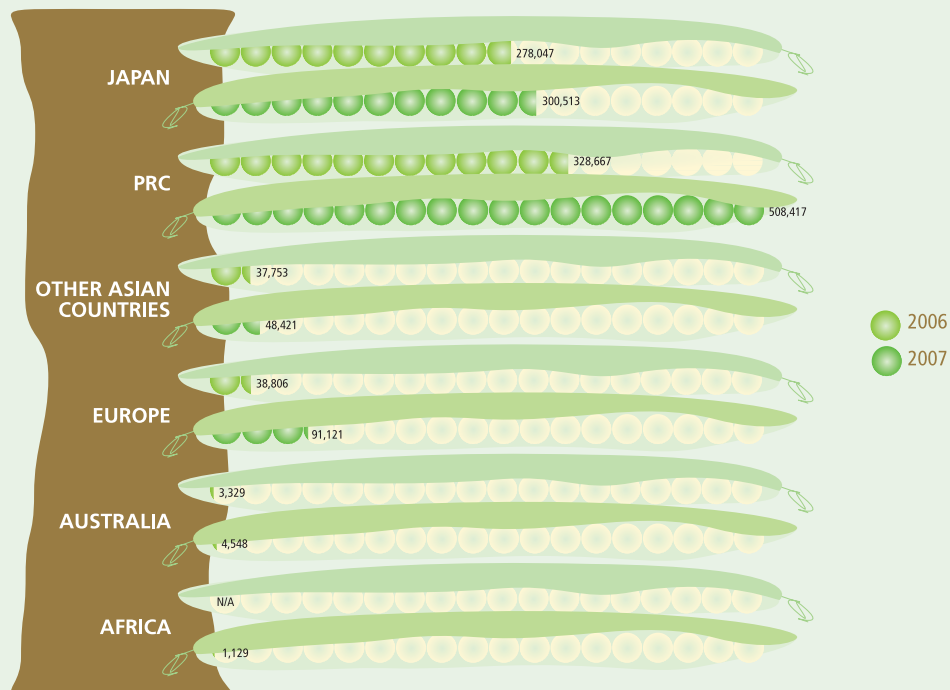 JAPAN
278,047
300,513
PRC
328,667
508,417
OTHER ASIAN
COUNTRIES
37,753
48,421
EUROPE
38,806
91,121
AUSTRALIA
3,329
4,548
AFRICA
N/A
1,129
2006
2007